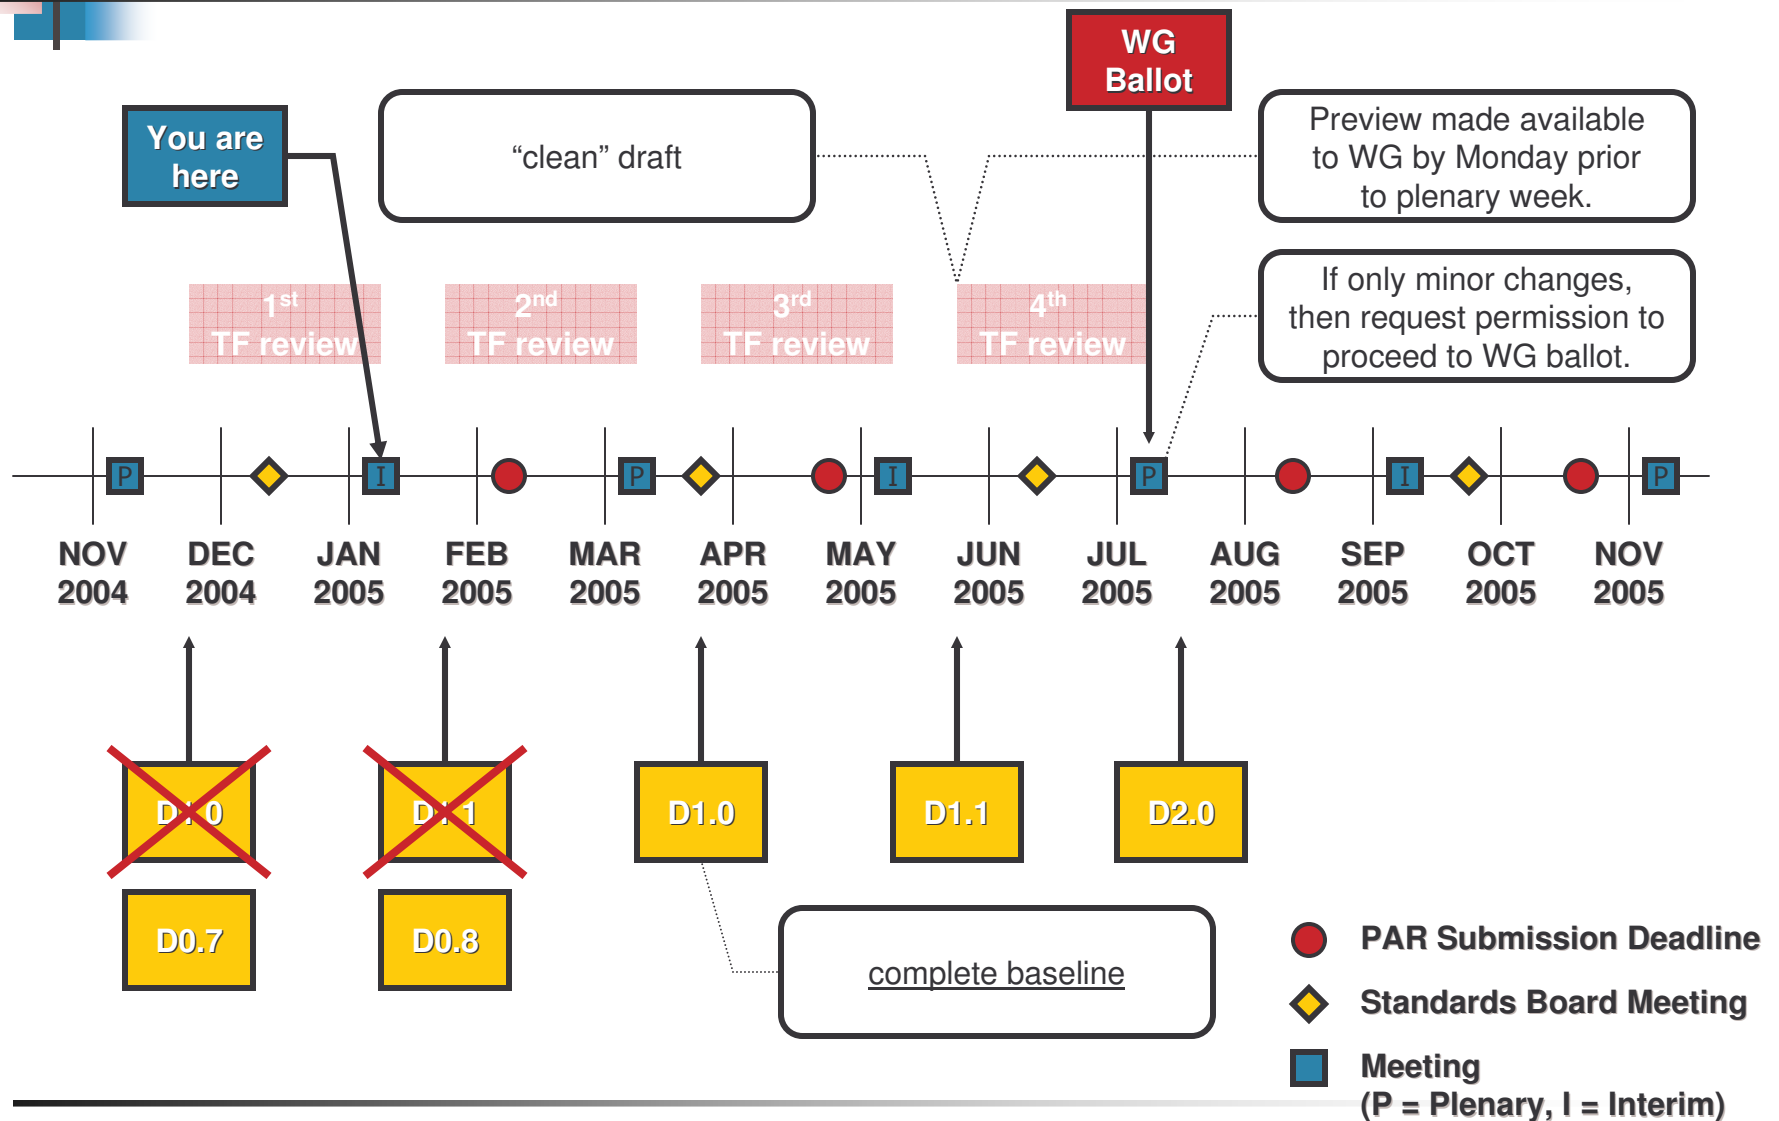 WG
Ballot
You are
here
“clean” draft
Preview made available
to WG by Monday prior
to plenary week.
If only minor changes,
then request permission to
proceed to WG ballot.
1st
TF review
2nd
TF review
3rd
TF review
4th
TF review
P
I
P
I
P
I
P
NOV
2004
DEC
2004
JAN
2005
FEB
2005
MAR
2005
APR
2005
MAY
2005
JUN
2005
JUL
2005
AUG
2005
SEP
2005
OCT
2005
NOV
2005
D1.0
D1.1
D1.0
D1.1
D2.0
D0.7
D0.8
complete baseline
PAR Submission Deadline
Standards Board Meeting
Meeting
(P = Plenary, I = Interim)